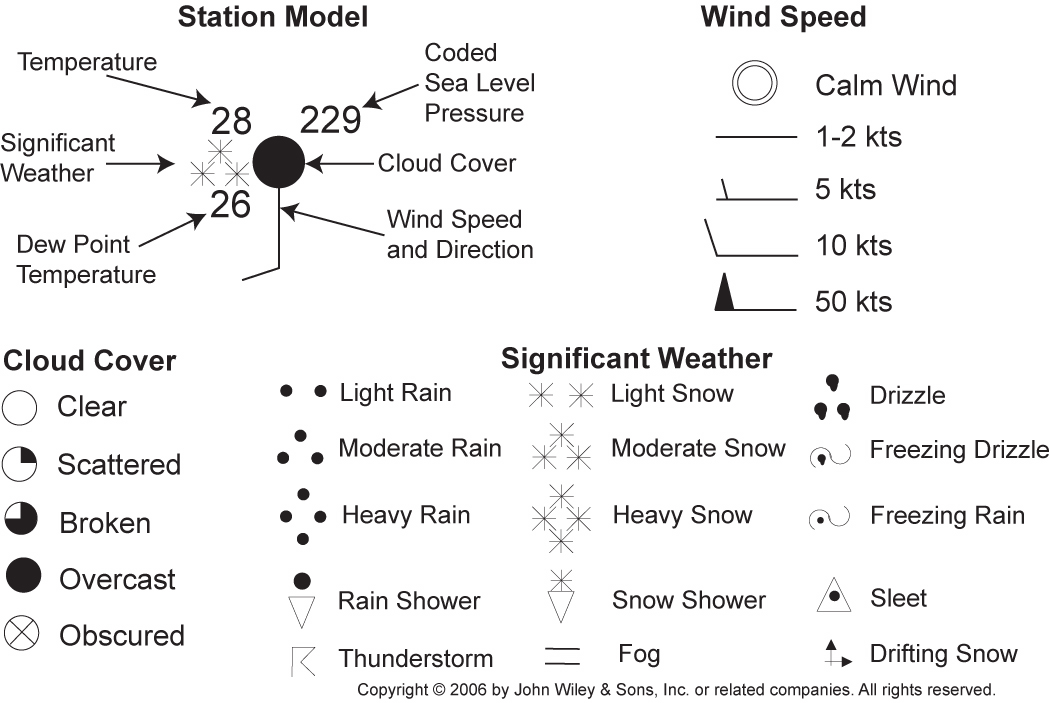 Station Model
Temperature
Coded
Sea Level
Pressure
28
229
Significant
Weather
Cloud Cover
26
Dew Point
Temperature
Wind Speed
and Direction
Wind Speed
Calm Wind
1-2 kts
5 kts
10 kts
50 kts
Cloud Cover
Clear
Scattered
Broken
Overcast
Obscured
Significant Weather
Light Rain
Moderate Rain
Heavy Rain
Rain Shower
Thunderstorm
Light Snow
Moderate Snow
Heavy Snow
Snow Shower
Fog
Drizzle
Freezing Drizzle
Freezing Rain
Sleet
Drifting Snow
Copyright © 2006 by John Wiley & Sons, Inc. or related companies. All rights reserved.